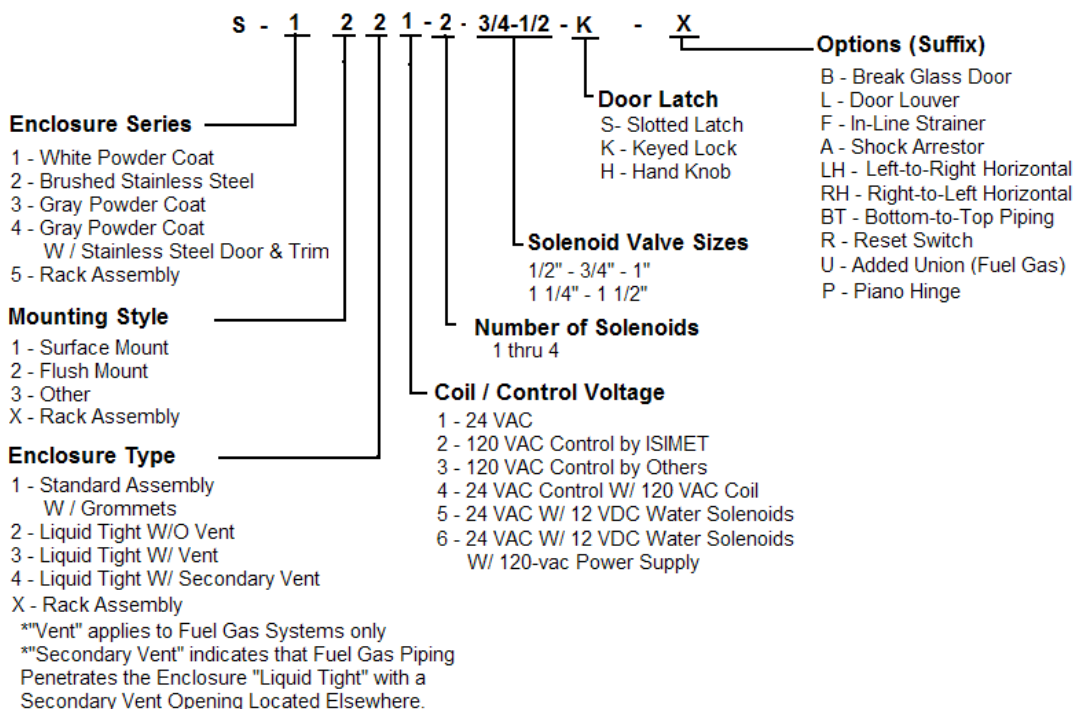 S - 1 2 2 1 - 2 - 3/4-1/2 - K - X
Options (Suffix)
B - Break Glass Door
L - Door Louver
F - In-Line Strainer
A - Shock Arrestor
LH - Left-to-Right Horizontal
RH - Right-to-Left Horizontal
BT - Bottom-to-Top Piping
R - Reset Switch
U - Added Union (Fuel Gas)
P - Piano Hinge
Door Latch
S- Slotted Latch
K - Keyed Lock
H - Hand Knob
Solenoid Valve Sizes
1/2" - 3/4" - 1"
1 1/4" - 1 1/2"
Number of Solenoids
1 thru 4
Coil / Control Voltage
1 - 24 VAC
2 - 120 VAC Control by ISIMET
3 - 120 VAC Control by Others
4 - 24 VAC Control W/ 120 VAC Coil
5 - 24 VAC W/ 12 VDC Water Solenoids
6 - 24 VAC W/ 12 VDC Water Solenoids
W/ 120-vac Power Supply
Enclosure Series
1 - White Powder Coat
2 - Brushed Stainless Steel
3 - Gray Powder Coat
4 - Gray Powder Coat
W / Stainless Steel Door & Trim
5 - Rack Assembly
Mounting Style
1 - Surface Mount
2 - Flush Mount
3 - Other
X - Rack Assembly
Enclosure Type
1 - Standard Assembly
W / Grommets
2 - Liquid Tight W/O Vent
3 - Liquid Tight W/ Vent
4 - Liquid Tight W/ Secondary Vent
X - Rack Assembly
*"Vent" applies to Fuel Gas Systems only
*"Secondary Vent" indicates that Fuel Gas Piping
Penetrates the Enclosure "Liquid Tight" with a
Secondary Vent Opening Located Elsewhere.